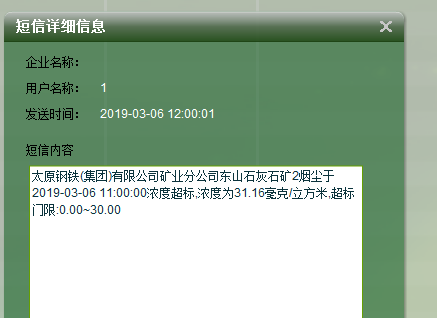 短信详细信息
企业名称:
用户名称: 1
发送时间: 2019-03-06 12:00:01
短信内容
太原钢铁(集团)有限公司矿业分公司东山石灰石矿2烟尘于
2019-03-06 11:00:00浓度超标,浓度为31.16毫克/立方米,超标
门限:0.00~30.00